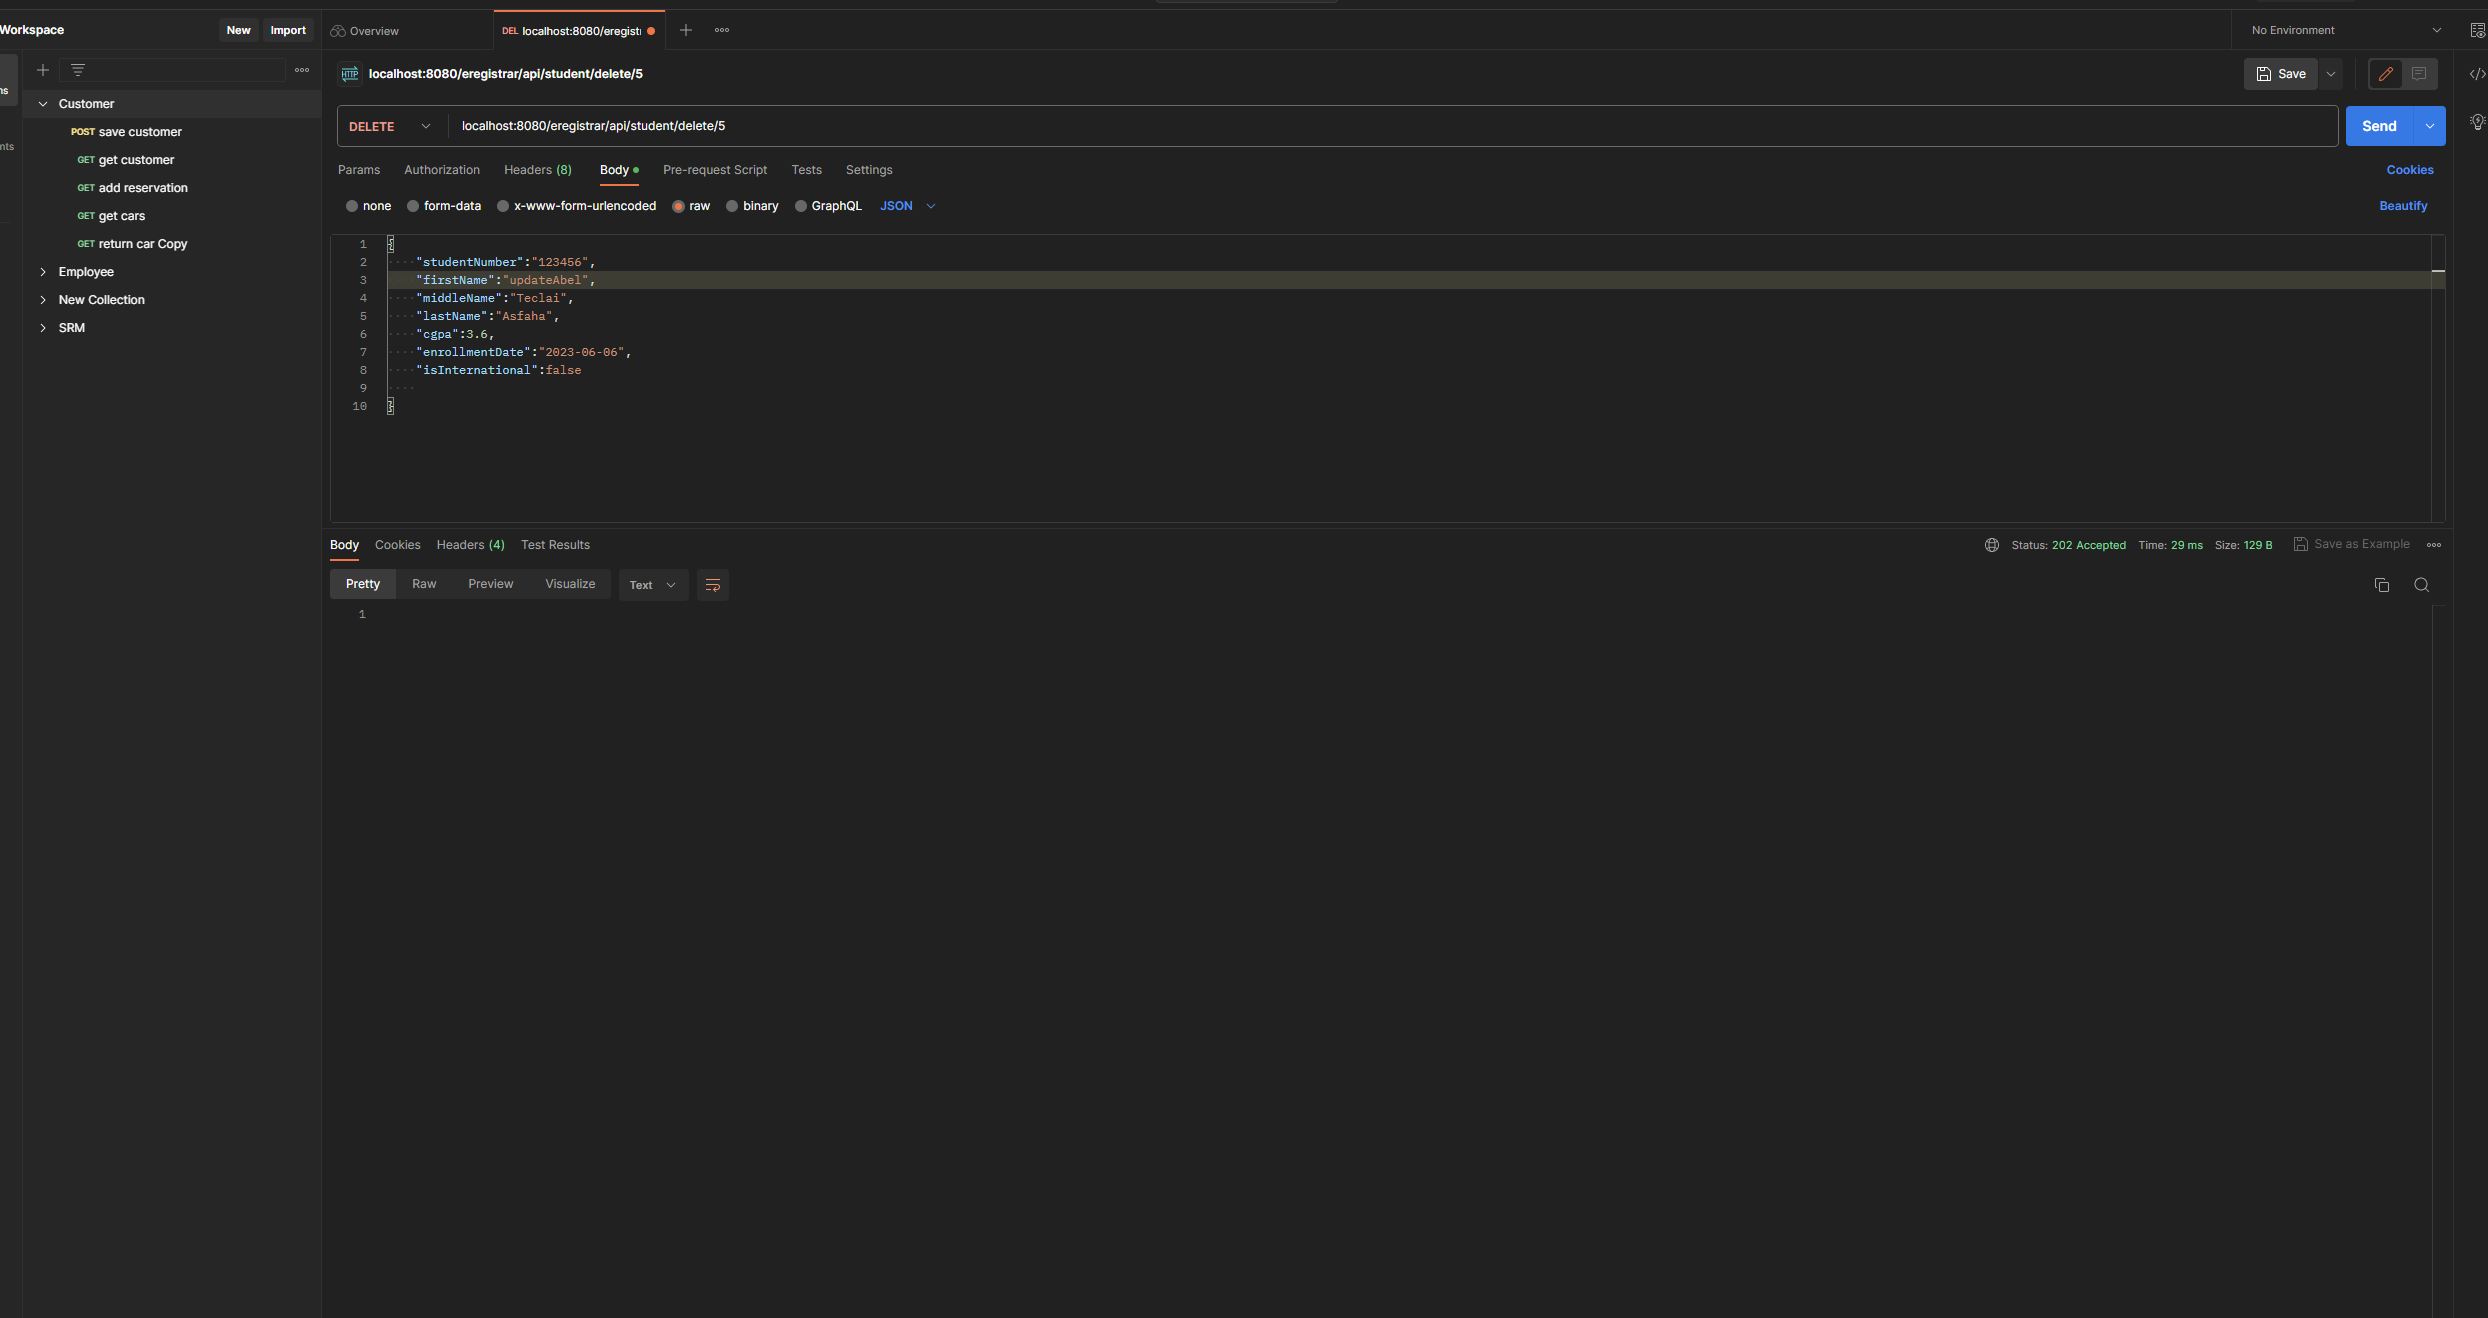 Workspace
New
Import
Overview
DEL localhost:8080/eregistr
No Environment
ns
nts
Customer
POST save customer
GET get customer
GET add reservation
GET get cars
GET return car Copy
Employee
New Collection
SRM
HTTP localhost:8080/eregistrar/api/student/delete/5
Save
DELETE localhost:8080/eregistrar/api/student/delete/5
Send
Params Authorization Headers (8) Body Pre-request Script Tests Settings
Cookies
none form-data x-www-form-urlencoded raw binary GraphQL JSON
Beautify
1 {
2 "studentNumber":"123456",
3 "firstName":"updateAbel",
4 "middleName":"Teclai",
5 "lastName":"Asfaha",
6 "cgpa":3.6,
7 "enrollmentDate":"2023-06-06",
8 "isInternational":false
9
10 }
Body Cookies Headers (4) Test Results
Status: 202 Accepted Time: 29 ms Size: 129 B Save as Example
Pretty Raw Preview Visualize Text
1